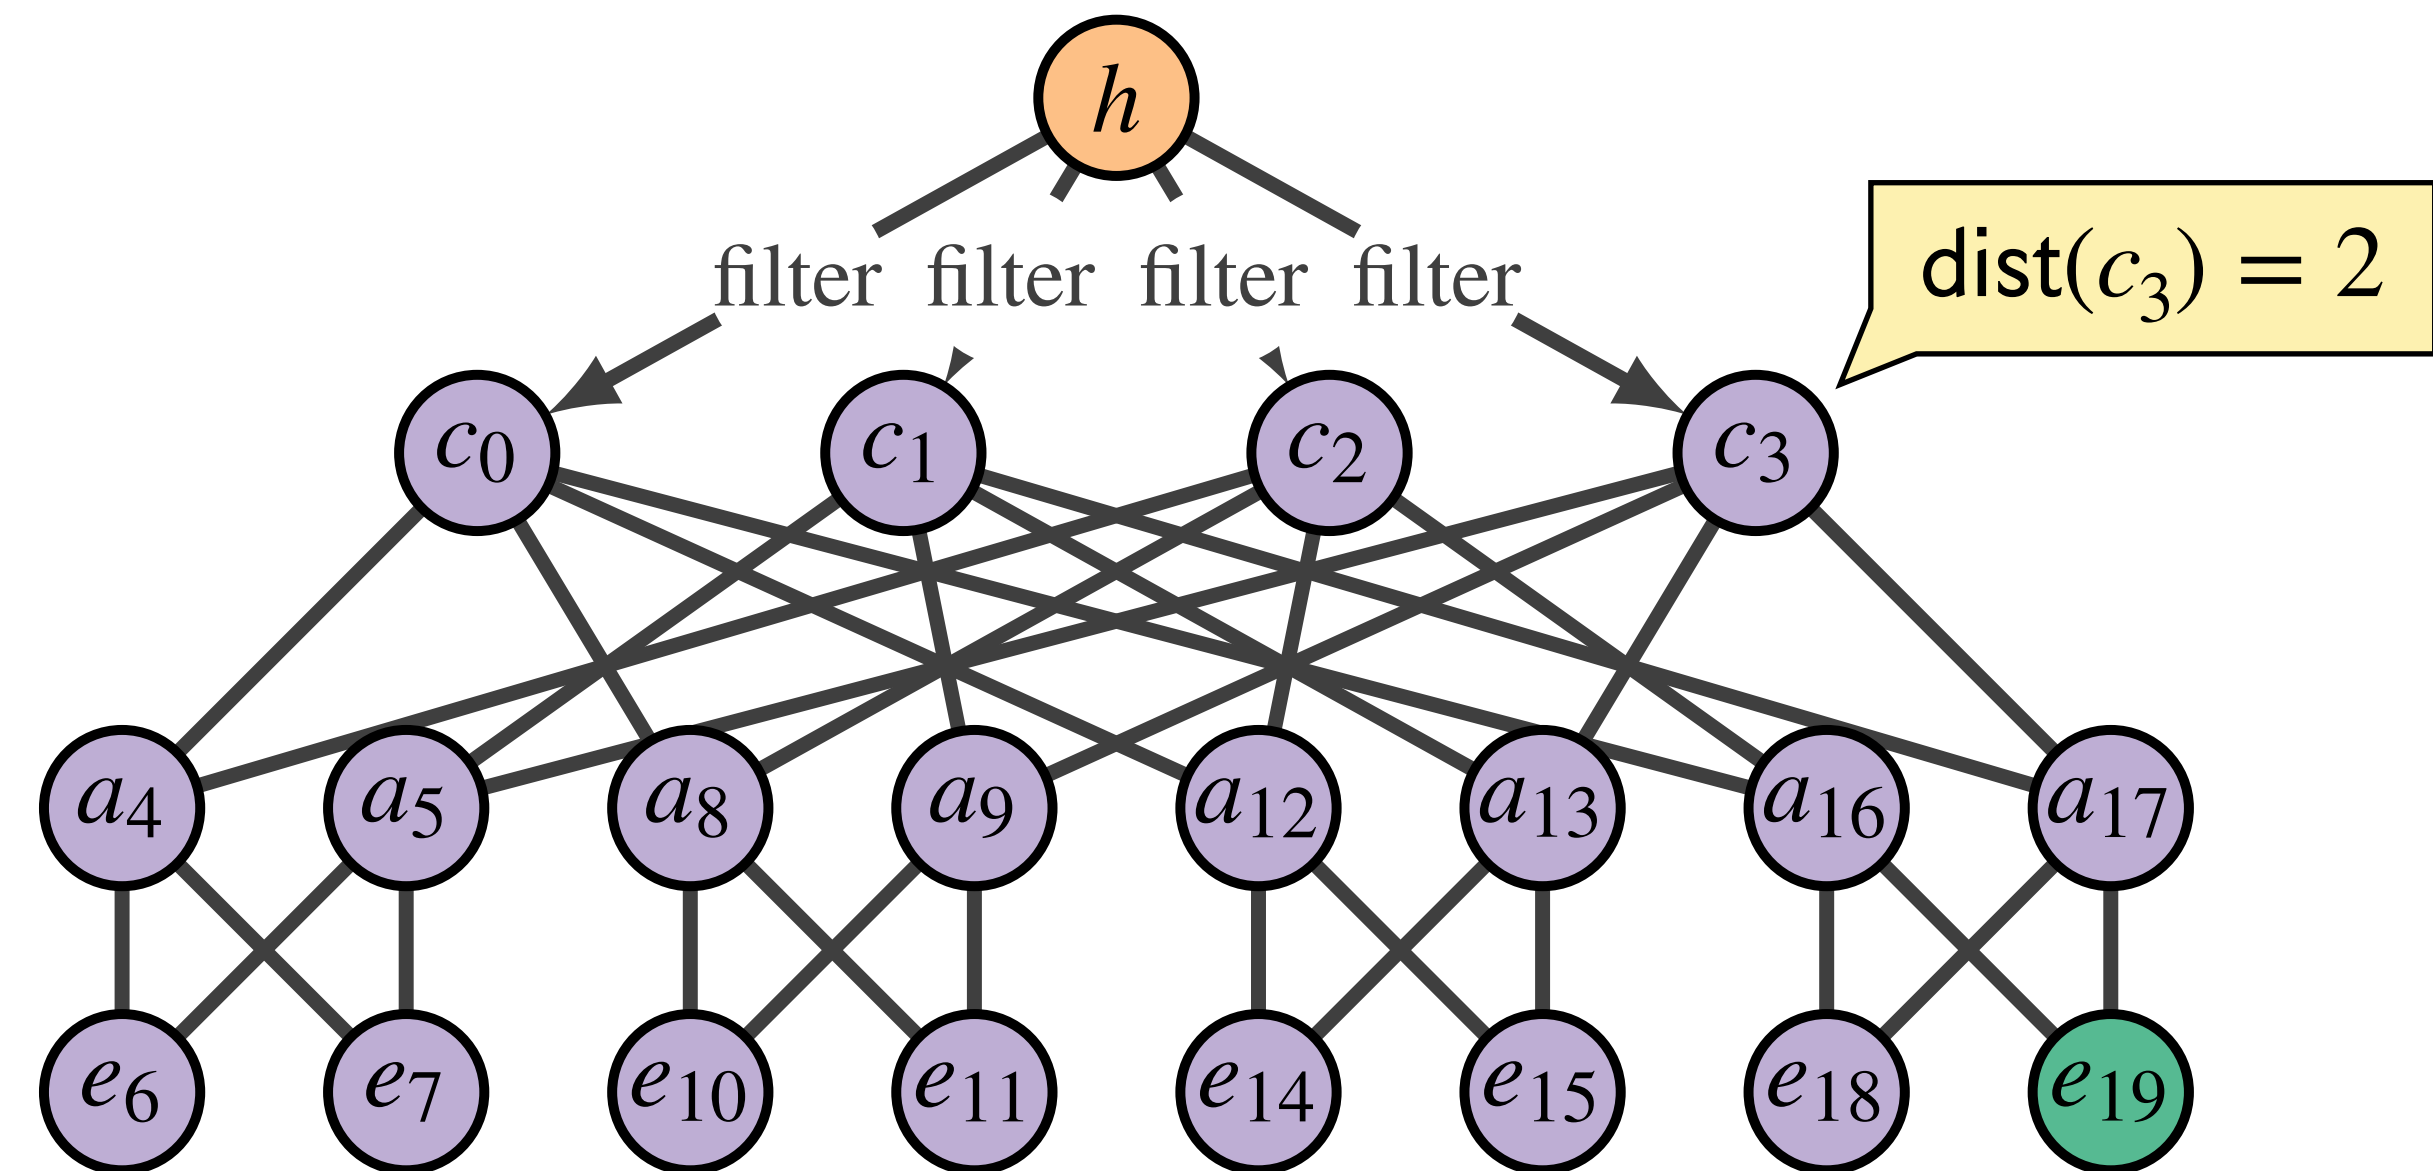 h
filter filter filter filter
dist(c₃) = 2
c₀ c₁ c₂ c₃
a₄ a₅ a₈ a₉ a₁₂ a₁₃ a₁₆ a₁₇
e₆ e₇ e₁₀ e₁₁ e₁₄ e₁₅ e₁₈ e₁₉